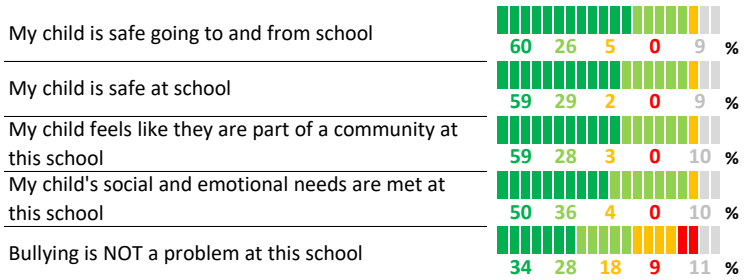 My child is safe going to and from school
60 26 5 0 9 %
My child is safe at school
59 29 2 0 9 %
My child feels like they are part of a community at
this school
59 28 3 0 10 %
My child's social and emotional needs are met at
this school
50 36 4 0 10 %
Bullying is NOT a problem at this school
34 28 18 9 11 %